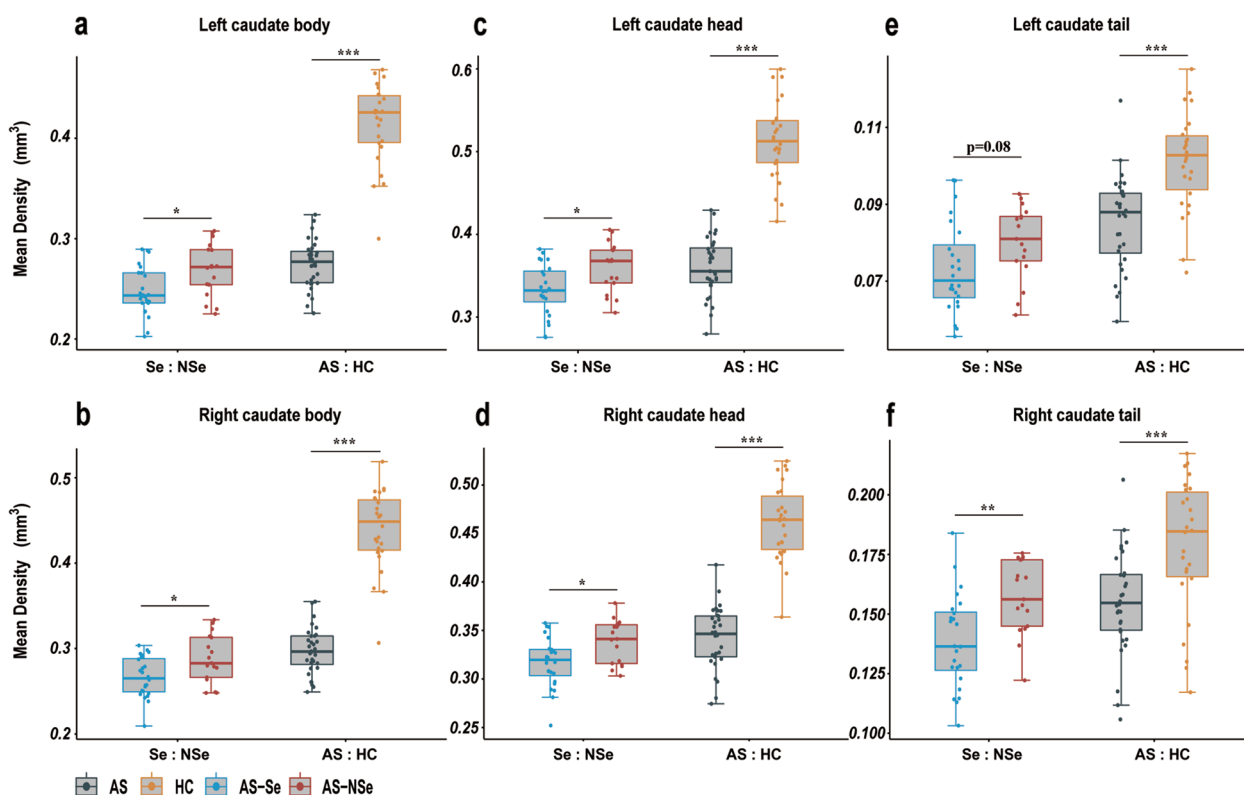 a
Left caudate body
Mean Density (mm³)
0.4
0.3
0.2
*
***
Se : NSe
AS : HC
c
Left caudate head
0.6
0.5
0.4
0.3
*
***
Se : NSe
AS : HC
e
Left caudate tail
0.11
0.09
0.07
p=0.08
***
Se : NSe
AS : HC
b
Right caudate body
Mean Density (mm³)
0.5
0.4
0.3
0.2
*
***
Se : NSe
AS : HC
d
Right caudate head
0.50
0.45
0.40
0.35
0.30
0.25
*
***
Se : NSe
AS : HC
f
Right caudate tail
0.200
0.175
0.150
0.125
0.100
**
***
Se : NSe
AS : HC
AS HC AS–Se AS–NSe